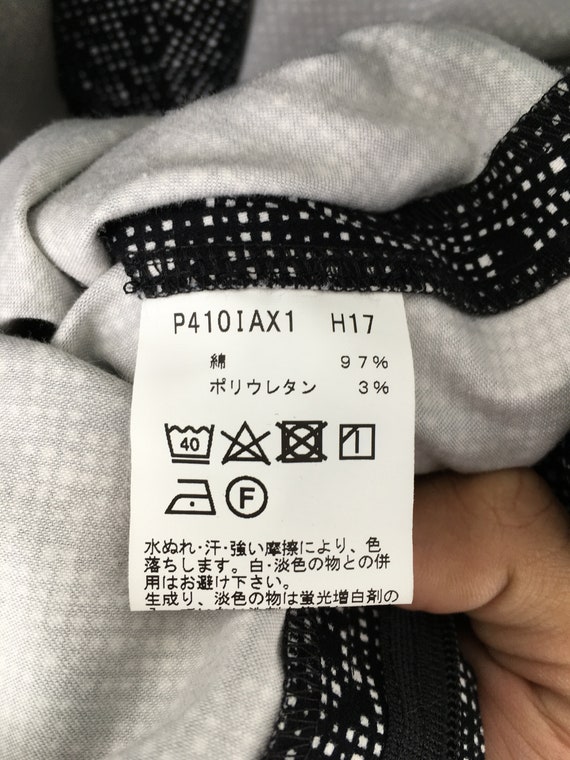 P410IAX1 H17
綿 97%
ポリウレタン 3%
40
F
水ぬれ・汗・強い摩擦により、色
落ちします。白・淡色の物との併
用はお避け下さい。
生成り、淡色の物は蛍光増白剤の